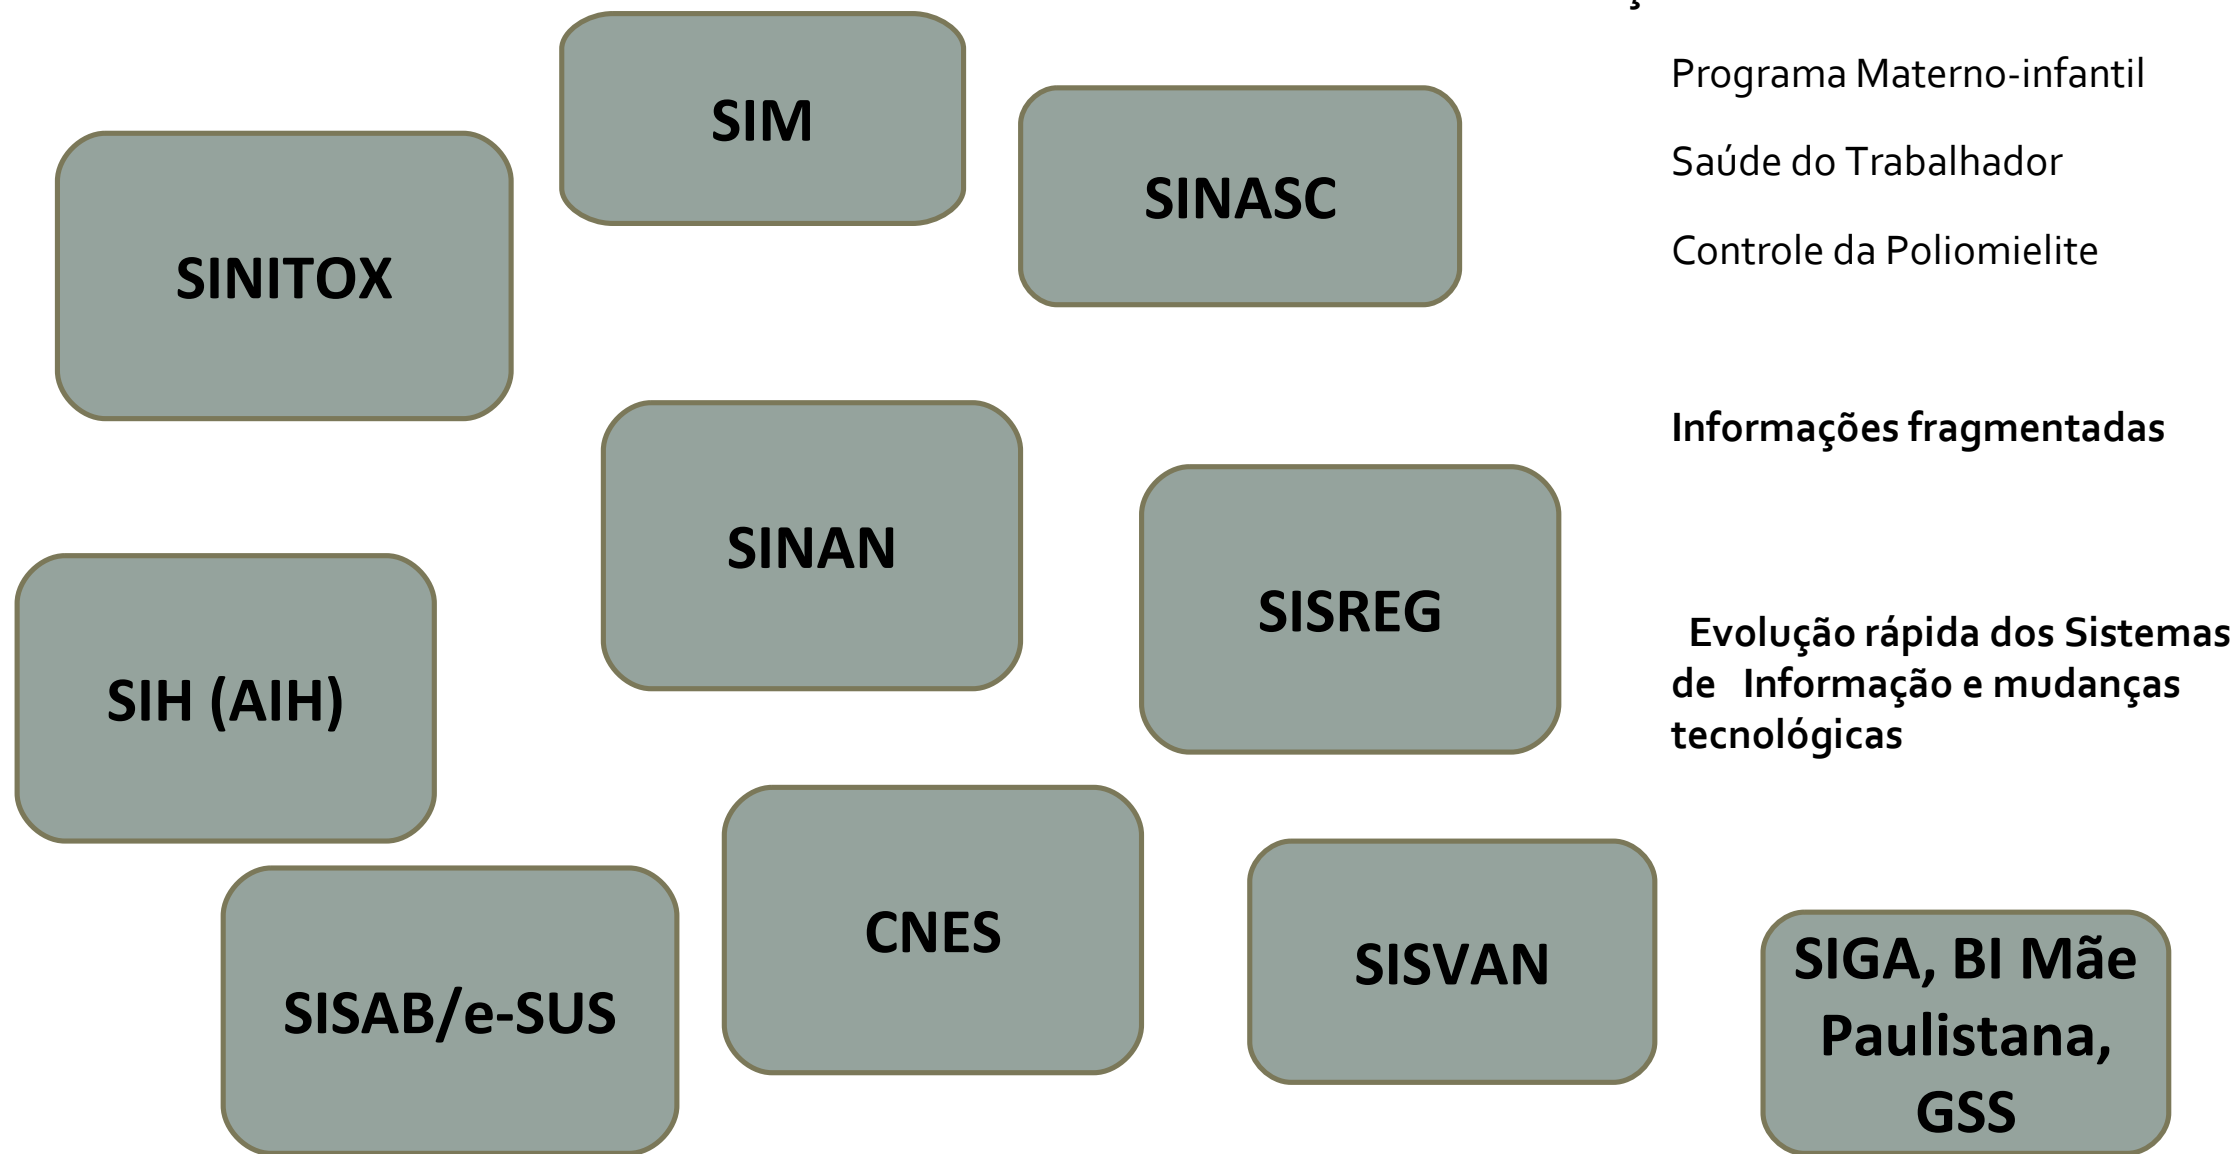 SIM
SINASC
SINITOX
SINAN
SISREG
SIH (AIH)
CNES
SISVAN
SISAB/e-SUS
SIGA, BI Mãe
Paulistana,
GSS
Programa Materno-infantil
Saúde do Trabalhador
Controle da Poliomielite
Informações fragmentadas
Evolução rápida dos Sistemas
de Informação e mudanças
tecnológicas